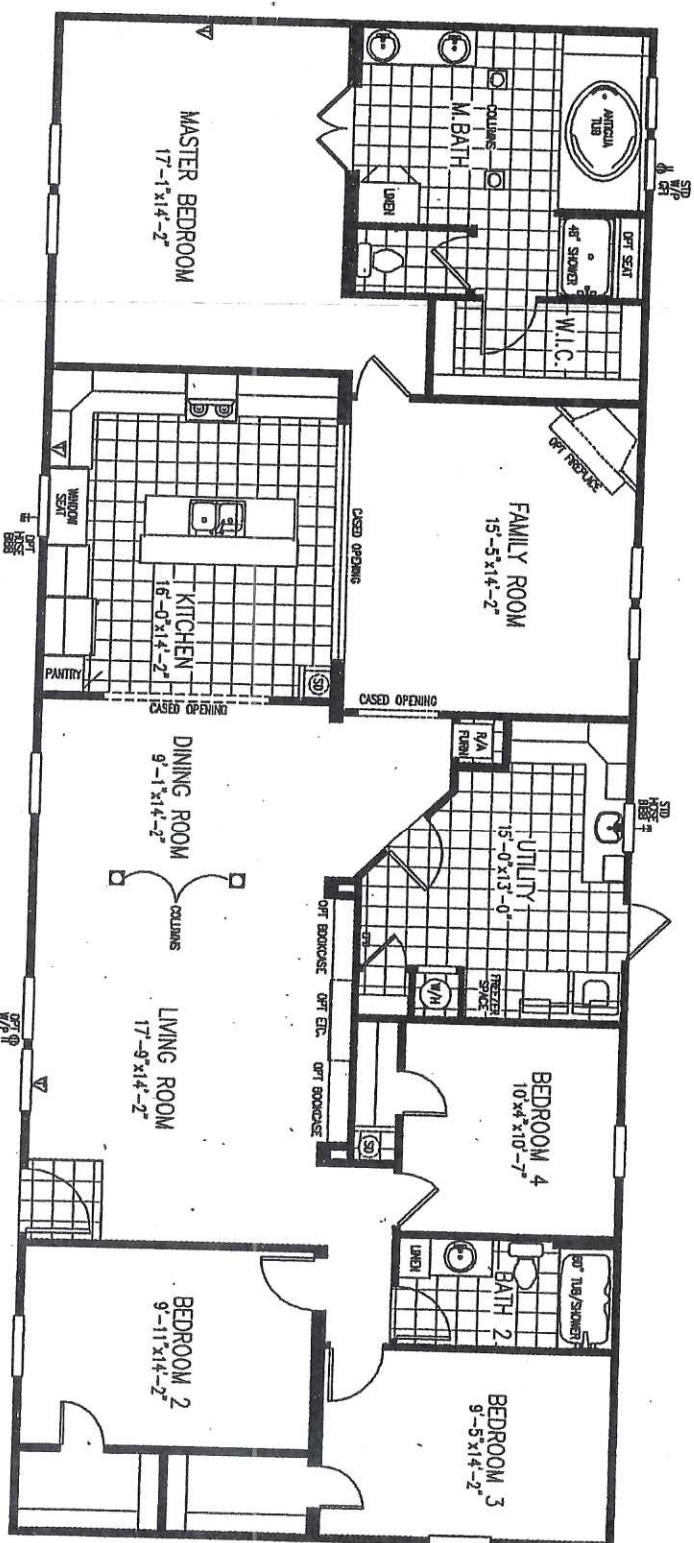 STD
W/P
GFI
ANTIGUA
TUB
OPT SEAT
48" SHOWER
COLUMNS
M.BATH
LINEN
W.I.C.
MASTER BEDROOM
17'-1"x14'-2"
OPT FIREPLACE
FAMILY ROOM
15'-5"x14'-2"
CASED OPENING
CASED OPENING
KITCHEN
16'-0"x14'-2"
WINDOW
SEAT
OPT
HOSE
BIBB
PANTRY
SD
CASED OPENING
DINING ROOM
9'-1"x14'-2"
COLUMNS
R/A
FURN
STD
HOSE
BIBB
UTILITY
15'-0"x13'-0"
FREEZER
SPACE
W/H
OPT BOOKCASE
OPT ETC.
OPT BOOKCASE
LIVING ROOM
17'-9"x14'-2"
OPT
W/P
SD
BEDROOM 4
10'x4"x10'-7"
60" TUB/SHOWER
BATH 2
LINEN
BEDROOM 2
9'-11"x14'-2"
BEDROOM 3
9'-5"x14'-2"